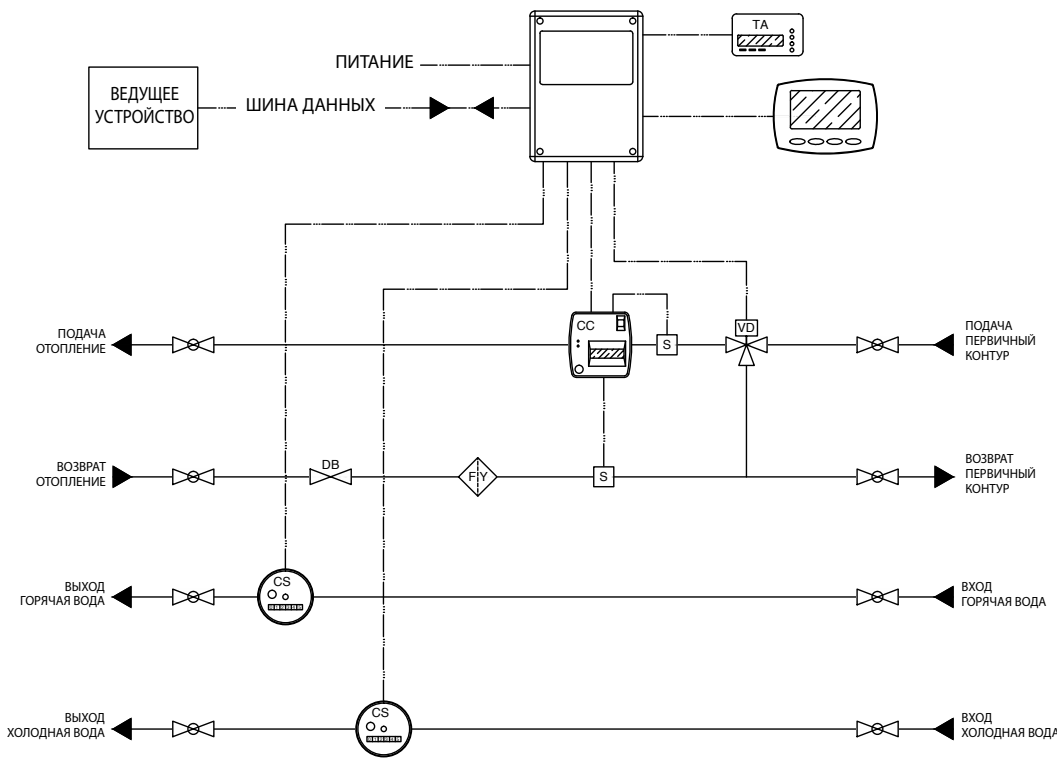 TA
ПИТАНИЕ
ВЕДУЩЕЕ
УСТРОЙСТВО
ШИНА ДАННЫХ
ПОДАЧА
ОТОПЛЕНИЕ
CC
S
VD
ПОДАЧА
ПЕРВИЧНЫЙ
КОНТУР
ВОЗВРАТ
ОТОПЛЕНИЕ
DB
F Y
S
ВОЗВРАТ
ПЕРВИЧНЫЙ
КОНТУР
ВЫХОД
ГОРЯЧАЯ ВОДА
CS
ВХОД
ГОРЯЧАЯ ВОДА
ВЫХОД
ХОЛОДНАЯ ВОДА
CS
ВХОД
ХОЛОДНАЯ ВОДА